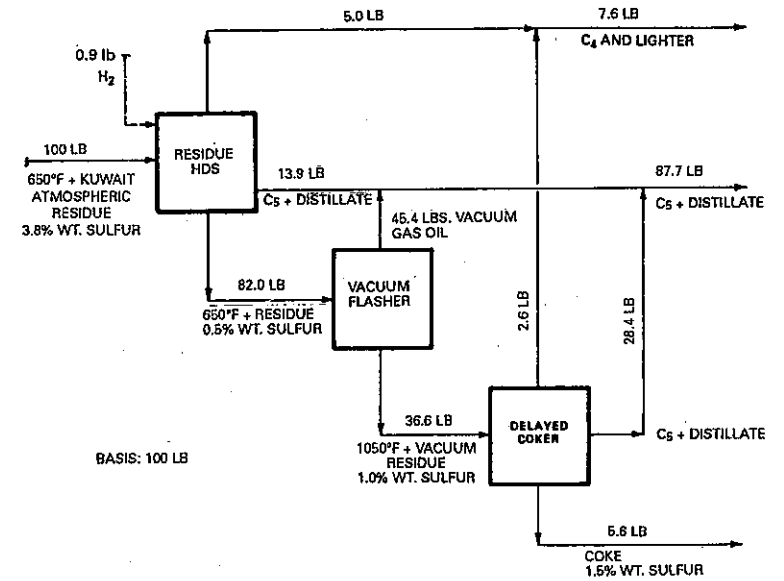 5.0 LB
7.6 LB
C₄ AND LIGHTER
0.9 lb
H₂
100 LB
650°F + KUWAIT
ATMOSPHERIC
RESIDUE
3.8% WT. SULFUR
RESIDUE
HDS
13.9 LB
C₅ + DISTILLATE
87.7 LB
C₅ + DISTILLATE
45.4 LBS. VACUUM
GAS OIL
82.0 LB
650°F + RESIDUE
0.5% WT. SULFUR
VACUUM
FLASHER
2.6 LB
28.4 LB
36.6 LB
1050°F + VACUUM
RESIDUE
1.0% WT. SULFUR
DELAYED
COKER
C₅ + DISTILLATE
BASIS: 100 LB
5.6 LB
COKE
1.5% WT. SULFUR